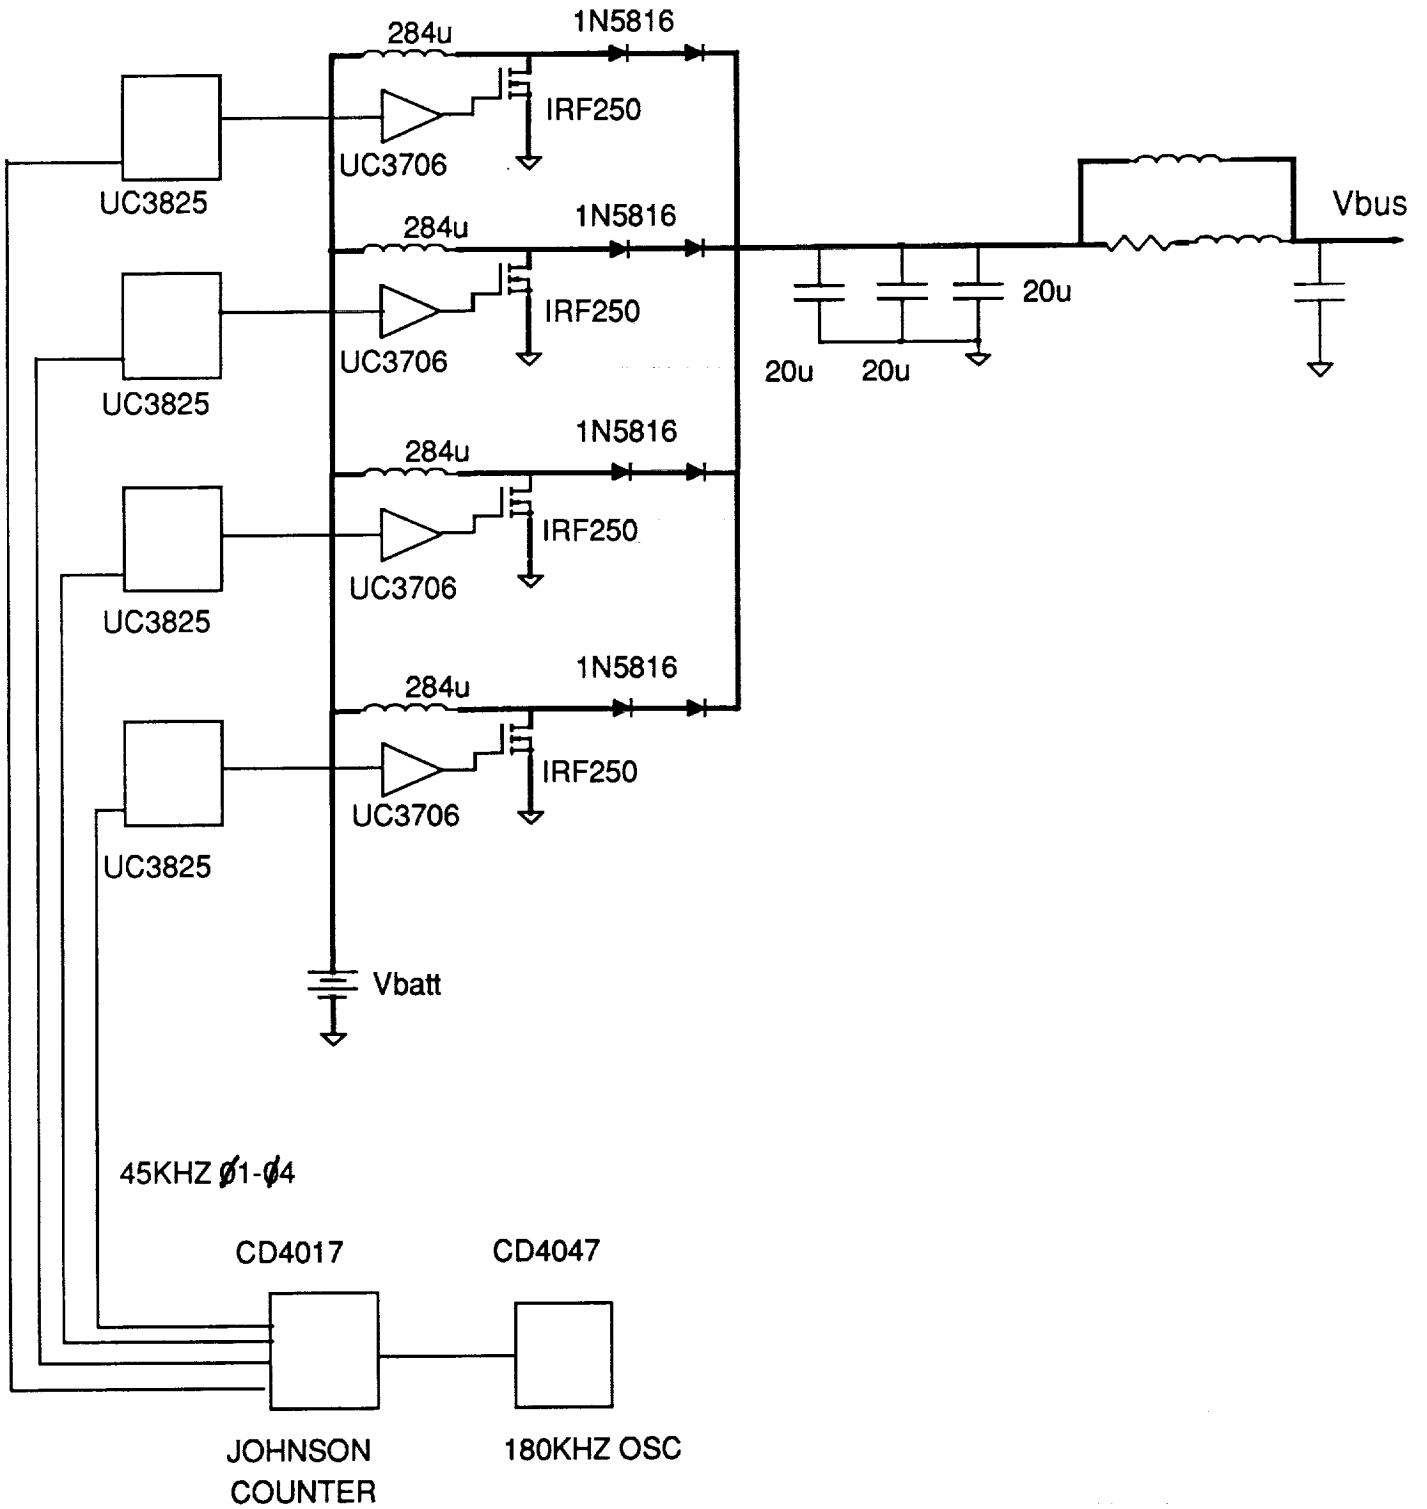 284u
1N5816
IRF250
UC3706
UC3825
284u
1N5816
IRF250
UC3706
UC3825
Vbus
20u
20u
20u
284u
1N5816
IRF250
UC3706
UC3825
284u
1N5816
IRF250
UC3706
UC3825
Vbatt
45KHZ Ø1-Ø4
CD4017
CD4047
JOHNSON
COUNTER
180KHZ OSC